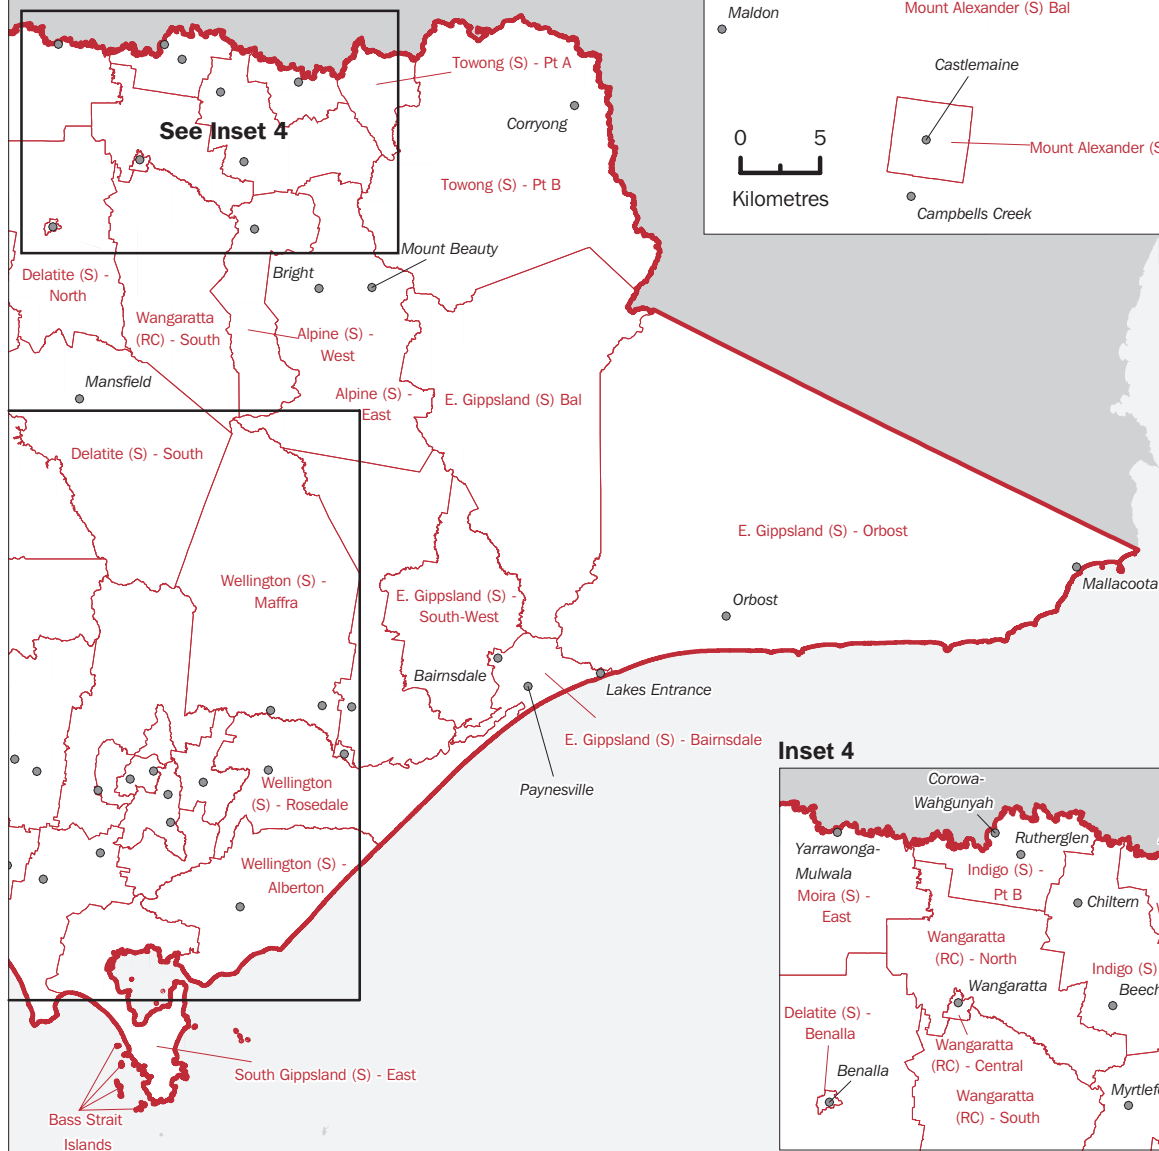 Maldon
Mount Alexander (S) Bal
Castlemaine
0 5
Kilometres
Mount Alexander (S
Campbells Creek
Towong (S) - Pt A
Corryong
See Inset 4
Towong (S) - Pt B
Mount Beauty
Bright
Delatite (S) -
North
Wangaratta
(RC) - South
Alpine (S) -
West
Mansfield
Alpine (S) -
East
E. Gippsland (S) Bal
Delatite (S) - South
E. Gippsland (S) - Orbost
Wellington (S) -
Maffra
E. Gippsland (S) -
South-West
Orbost
Mallacoota
Bairnsdale
Lakes Entrance
E. Gippsland (S) - Bairnsdale
Paynesville
Wellington
(S) - Rosedale
Wellington (S) -
Alberton
South Gippsland (S) - East
Bass Strait
Islands
Inset 4
Corowa-
Wahgunyah
Yarrawonga-
Mulwala
Rutherglen
Moira (S) -
East
Indigo (S) -
Pt B
Chiltern
Wangaratta
(RC) - North
Indigo (S)
Beech
Wangaratta
Delatite (S) -
Benalla
Wangaratta
(RC) - Central
Benalla
Wangaratta
(RC) - South
Myrtlef